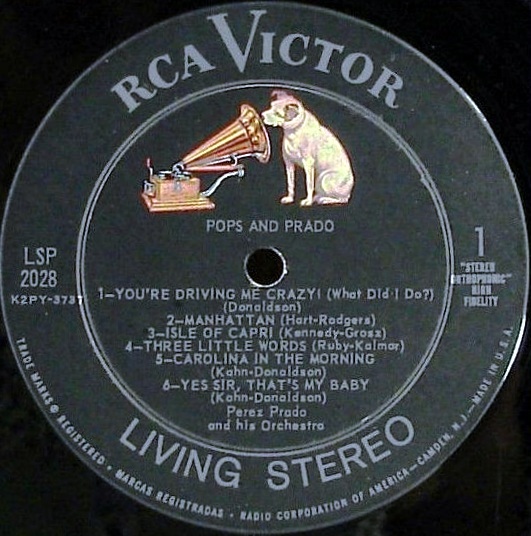 RCA VICTOR
POPS AND PRADO
LSP
2028
K2PY-3737
1
"STEREO
ORTHOPHONIC"
HIGH
FIDELITY
1—YOU'RE DRIVING ME CRAZY! (What Did I Do?)
(Donaldson)
2—MANHATTAN (Hart-Rodgers)
3—ISLE OF CAPRI (Kennedy-Grosz)
4—THREE LITTLE WORDS (Ruby-Kalmar)
5—CAROLINA IN THE MORNING
(Kahn-Donaldson)
6—YES SIR, THAT'S MY BABY
(Kahn-Donaldson)
Perez Prado
and his Orchestra
LIVING STEREO
TRADE MARKS ® REGISTERED • MARCAS REGISTRADAS • RADIO CORPORATION OF AMERICA—CAMDEN, N.J.—MADE IN U.S.A.